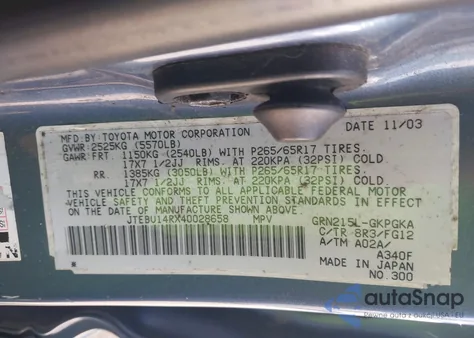 MFD. BY: TOYOTA MOTOR CORPORATION DATE 11/03
GVWR 2525KG (5570LB)
GAWR FRT. 1150KG (2540LB) WITH P265/65R17 TIRES.
17X7 1/2JJ RIMS. AT 220KPA (32PSI) COLD.
RR. 1385KG (3050LB) WITH P265/65R17 TIRES.
17X7 1/2JJ RIMS. AT 220KPA (32PSI) COLD.
THIS VEHICLE CONFORMS TO ALL APPLICABLE FEDERAL MOTOR
VEHICLE SAFETY BUMPER, AND THEFT PREVENTION STANDARDS IN EFFECT
ON THE DATE OF MANUFACTURE SHOWN ABOVE.
JTEBU14RX40028658 MPV
GRN215L-GKPGKA
C/TR 8R3/FG12
A/TM A02A/
A340F
MADE IN JAPAN
NO.300
autoSnap